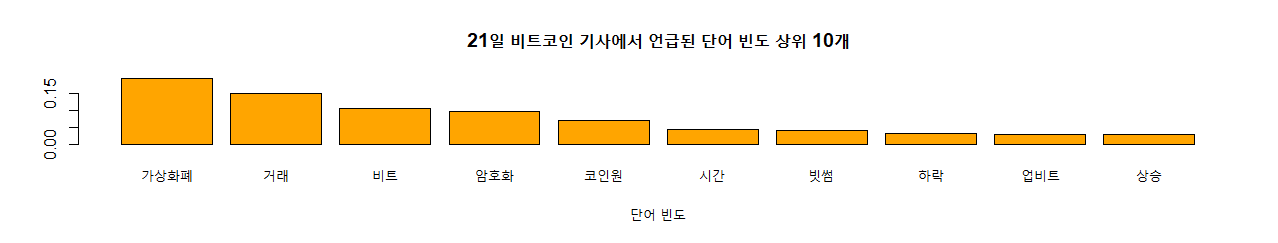 21일 비트코인 기사에서 언급된 단어 빈도 상위 10개
0.15
0.00
가상화폐 거래 비트 암호화 코인원 시간 빗썸 하락 업비트 상승
단어 빈도